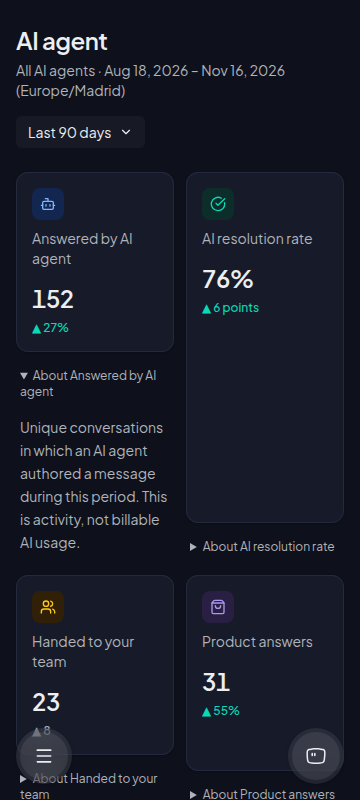 AI agent
All AI agents · Aug 18, 2026 – Nov 16, 2026
(Europe/Madrid)
Last 90 days
Answered by AI
agent
152
▲ 27%
▼ About Answered by AI
agent
Unique conversations
in which an AI agent
authored a message
during this period. This
is activity, not billable
AI usage.
AI resolution rate
76%
▲ 6 points
▶ About AI resolution rate
Handed to your
team
23
▲ 8
▶ About Handed to your
team
Product answers
31
▲ 55%
▶ About Product answers